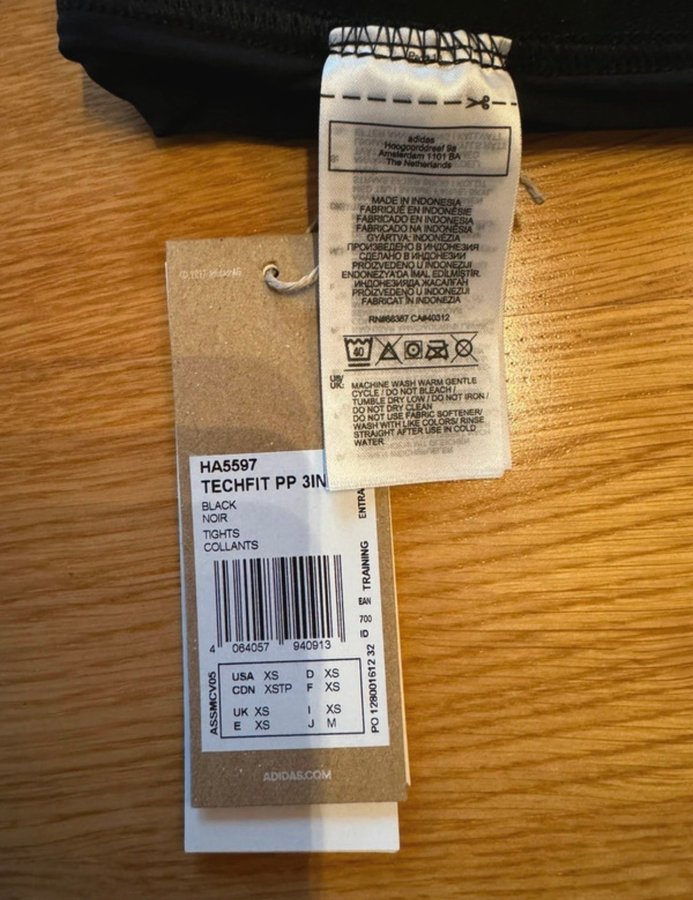 adidas
Hoogoorddreef 9a
Amsterdam 1101 BA
The Netherlands
MADE IN INDONESIA
FABRIQUÉ EN INDONÉSIE
FABRICADO EN INDONESIA
FABRICADO NA INDONÉSIA
GYÁRTVA: INDONÉZIA
ПРОИЗВЕДЕНО В ИНДОНЕЗИЯ
СДЕЛАНО В ИНДОНЕЗИИ
PROIZVEDENO U INDONEZIJI
ENDONEZYA'DA İMAL EDİLMİŞTİR.
ИНДОНЕЗИЯДА ЖАСАЛҒАН
PROIZVEDENO U INDONEZIJI
FABRICAT ÎN INDONEZIA
RN#88387 CA#40312
40
US/
UK:
MACHINE WASH WARM GENTLE
CYCLE / DO NOT BLEACH /
TUMBLE DRY LOW / DO NOT IRON /
DO NOT DRY CLEAN
DO NOT USE FABRIC SOFTENER/
WASH WITH LIKE COLORS/ RINSE
STRAIGHT AFTER USE IN COLD
WATER
HA5597
TECHFIT PP 3IN
BLACK
NOIR
TIGHTS
COLLANTS
TRAINING
ENTRA
EAN
700
ID
4 064057 940913
USA XS D XS
CDN XSTP F XS
UK XS I XS
E XS J M
ASSMCV05
PO 128001612 32
ADIDAS.COM